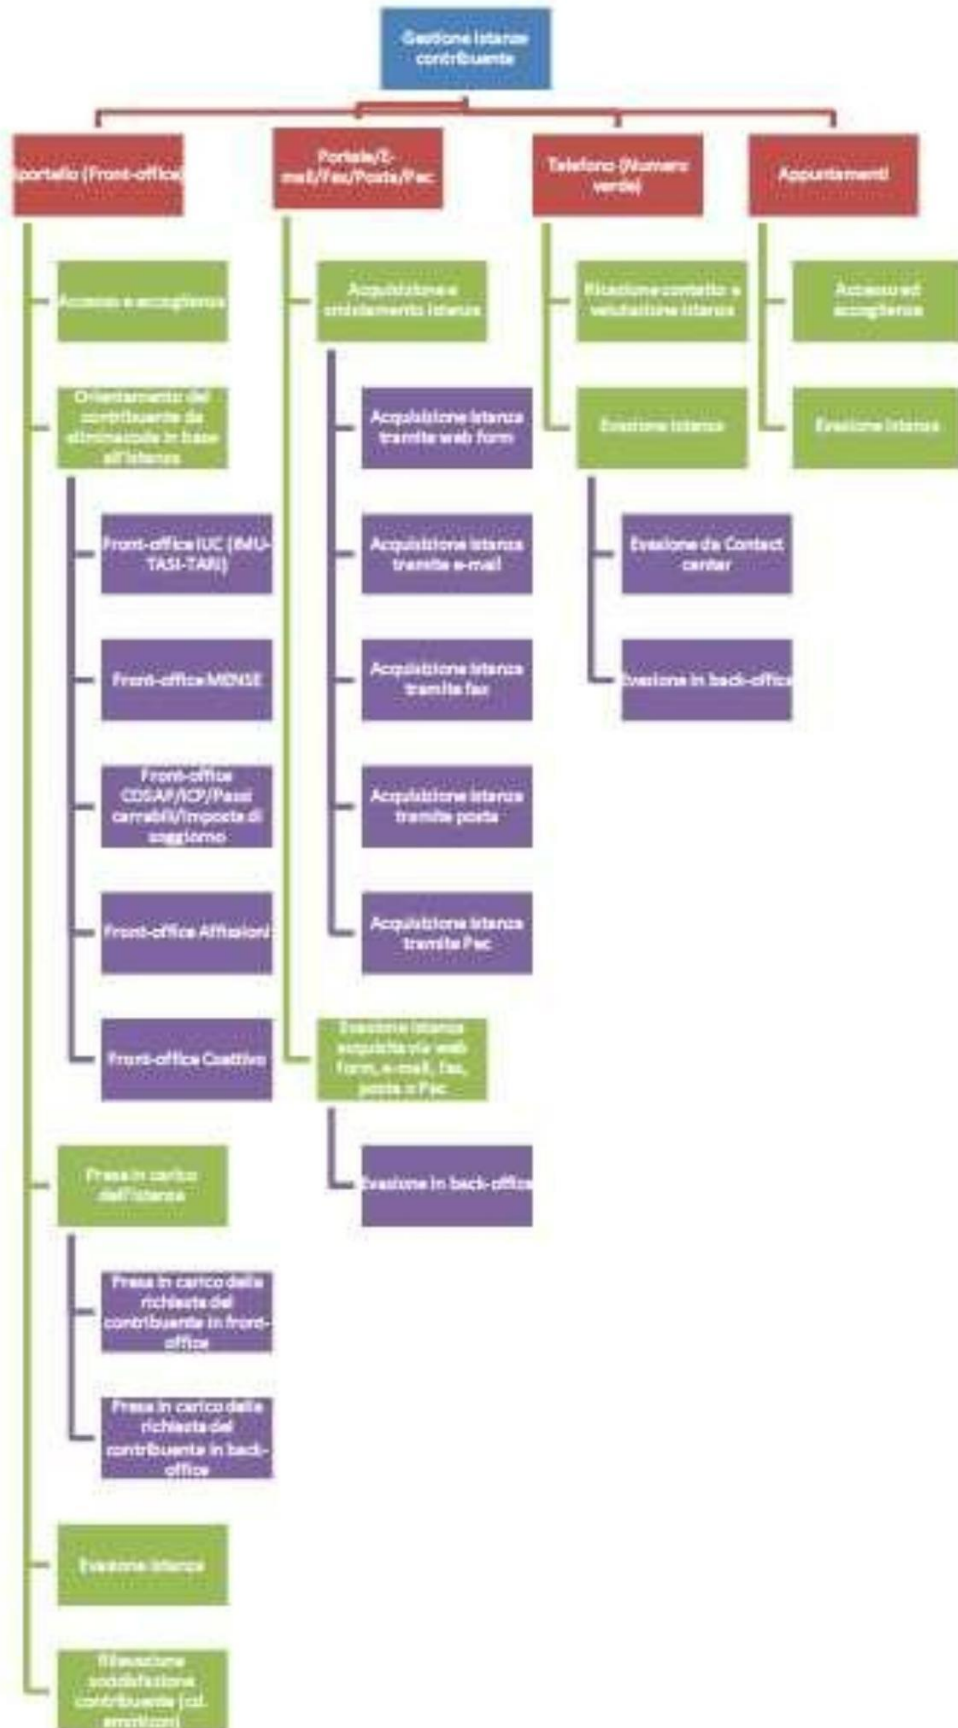 Gestione istanze
contribuente
portello (Front-office)
Portale/E-
mail/Fax/Posta/Pec
Telefono (Numero
verde)
Appuntamenti
Accesso e accoglienza
Orientamento del
contribuente da
in base
all'istanza
Front-office IUC (IMU-
TASI-TARI)
Front-office MENSE
Front-office
COSAP/ICP/Passi
carrabili/Imposta di
soggiorno
Front-office Affissioni
Front-office Coattivo
Presa in carico
dell'istanza
Presa in carico della
richiesta del
contribuente in front-
office
Presa in carico della
richiesta del
contribuente in back-
office
Evasione istanza
Rilevazione
soddisfazione
contribuente (cd.
emoticon)
Acquisizione e
smistamento istanze
Acquisizione istanza
tramite web form
Acquisizione istanza
tramite e-mail
Acquisizione istanza
tramite fax
Acquisizione istanza
tramite posta
Acquisizione istanza
tramite Pec
Evasione istanza
acquisita via web
form, e-mail, fax,
posta o Pec
Evasione in back-office
contatto e
valutazione istanza
Evasione istanza
Evasione da Contact
center
Evasione in back-office
Accesso ed
accoglienza
Evasione istanza